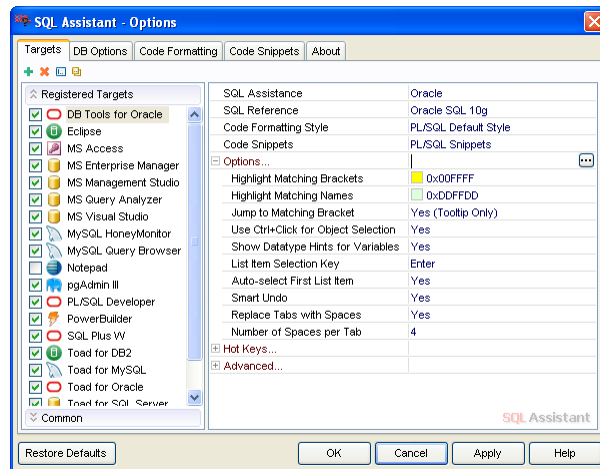 SQL Assistant - Options
Targets DB Options Code Formatting Code Snippets About
Registered Targets
DB Tools for Oracle
Eclipse
MS Access
MS Enterprise Manager
MS Management Studio
MS Query Analyzer
MS Visual Studio
MySQL HoneyMonitor
MySQL Query Browser
Notepad
pgAdmin III
PL/SQL Developer
PowerBuilder
SQL Plus W
Toad for DB2
Toad for MySQL
Toad for Oracle
Toad for SQL Server
Common
SQL Assistance Oracle
SQL Reference Oracle SQL 10g
Code Formatting Style PL/SQL Default Style
Code Snippets PL/SQL Snippets
Options... ...
Highlight Matching Brackets 0x00FFFF
Highlight Matching Names 0xDDFFDD
Jump to Matching Bracket Yes (Tooltip Only)
Use Ctrl+Click for Object Selection Yes
Show Datatype Hints for Variables Yes
List Item Selection Key Enter
Auto-select First List Item Yes
Smart Undo Yes
Replace Tabs with Spaces Yes
Number of Spaces per Tab 4
Hot Keys...
Advanced...
SQL Assistant
Restore Defaults OK Cancel Apply Help